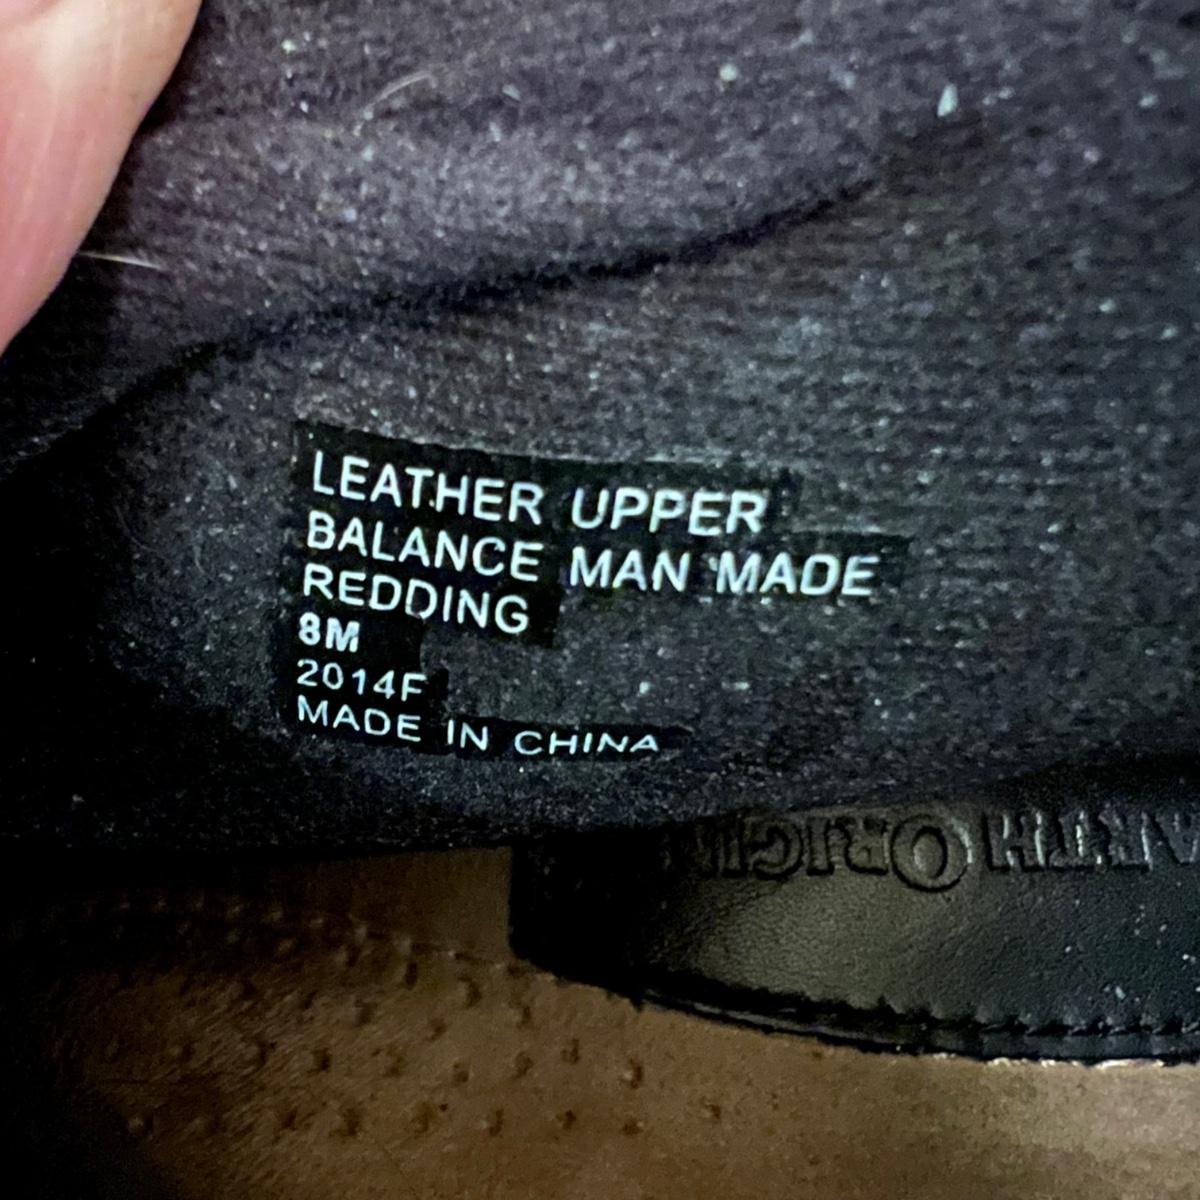 LEATHER UPPER
BALANCE MAN MADE
REDDING
8M
2014F
MADE IN CHINA